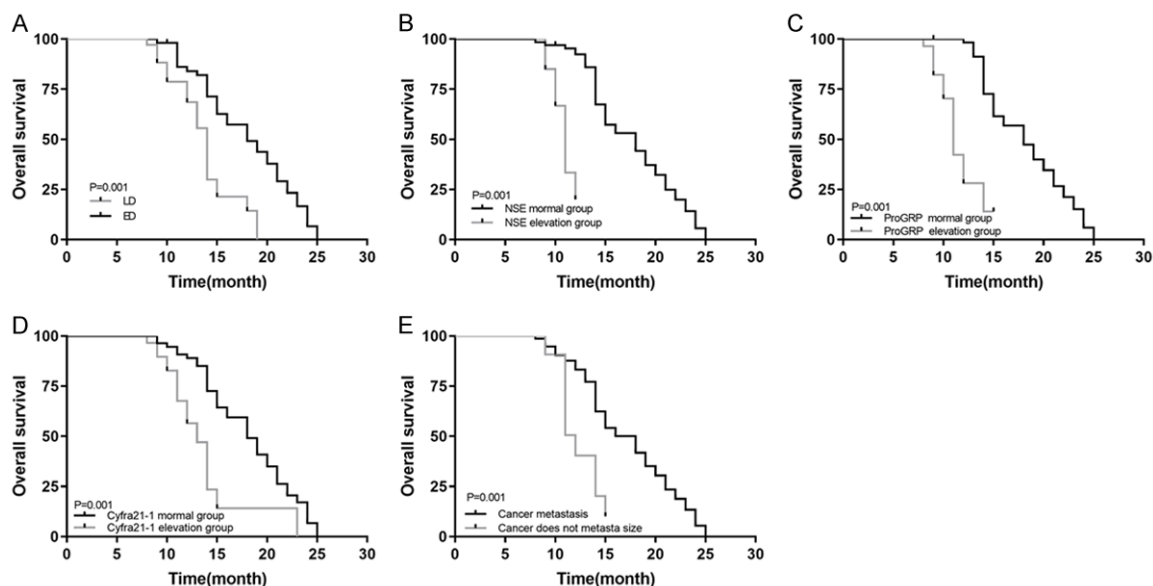 A
Overall survival
100
75
50
25
0
P=0.001
LD
ED
0 5 10 15 20 25 30
Time(month)
B
Overall survival
100
75
50
25
0
P=0.001
NSE mormal group
NSE elevation group
0 5 10 15 20 25 30
Time(month)
C
Overall survival
100
75
50
25
0
P=0.001
ProGRP mormal group
ProGRP elevation group
0 5 10 15 20 25 30
Time(month)
D
Overall survival
100
75
50
25
0
P=0.001
Cyfra21-1 mormal group
Cyfra21-1 elevation group
0 5 10 15 20 25 30
Time(month)
E
Overall survival
100
75
50
25
0
P=0.001
Cancer metastasis
Cancer does not metasta size
0 5 10 15 20 25 30
Time(month)